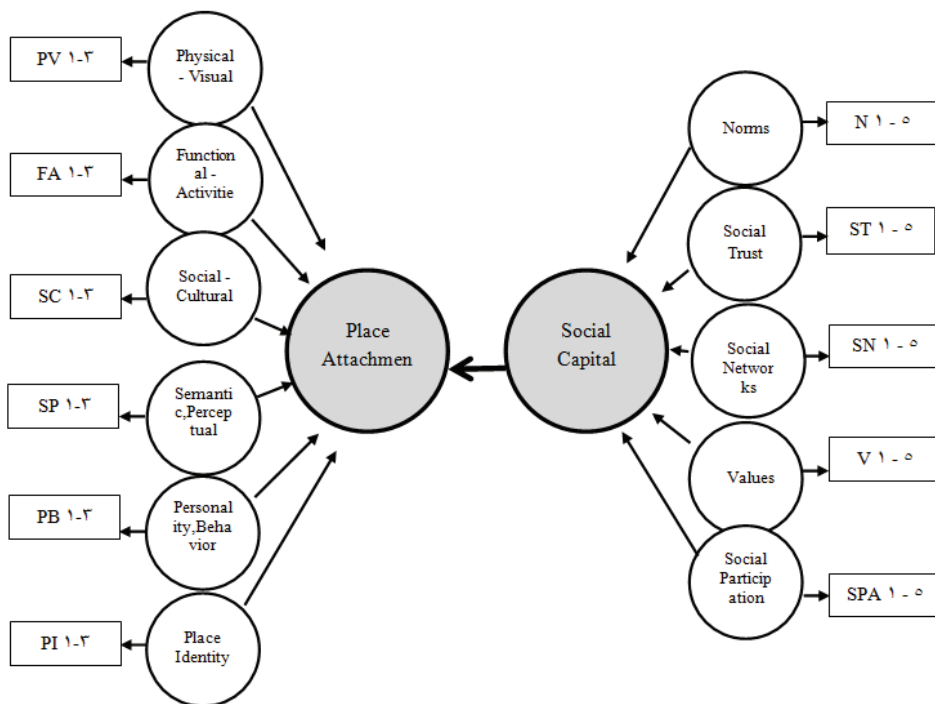 PV ۱-۳
Physical
- Visual
FA ۱-۳
Function
al -
Activitie
SC ۱-۳
Social -
Cultural
SP ۱-۳
Semanti
c,Percep
tual
PB ۱-۳
Personal
ity,Beha
vior
PI ۱-۳
Place
Identity
Place
Attachmen
Social
Capital
Norms
N ۱ - ۵
Social
Trust
ST ۱ - ۵
Social
Networ
ks
SN ۱ - ۵
Values
V ۱ - ۵
Social
Particip
ation
SPA ۱ - ۵